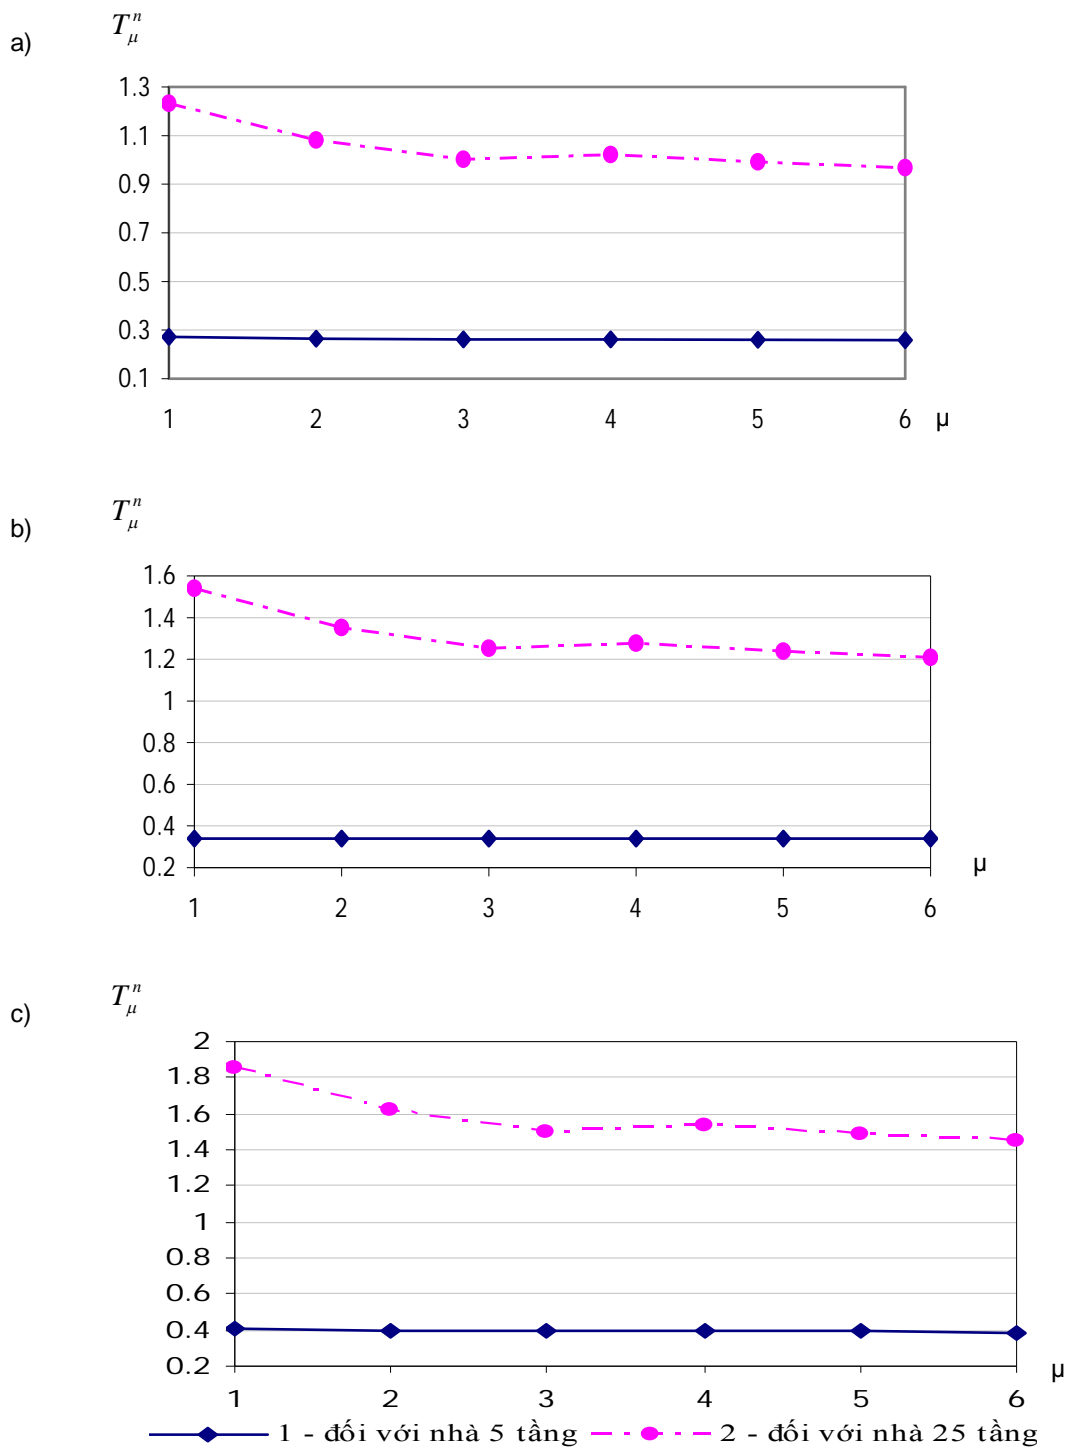 a)
T_μ^n
1.3
1.1
0.9
0.7
0.5
0.3
0.1
1 2 3 4 5 6 μ
b)
T_μ^n
1.6
1.4
1.2
1
0.8
0.6
0.4
0.2
μ
1 2 3 4 5 6
c)
T_μ^n
2
1.8
1.6
1.4
1.2
1
0.8
0.6
0.4
0.2
μ
1 2 3 4 5 6
1 - đối với nhà 5 tầng 2 - đối với nhà 25 tầng